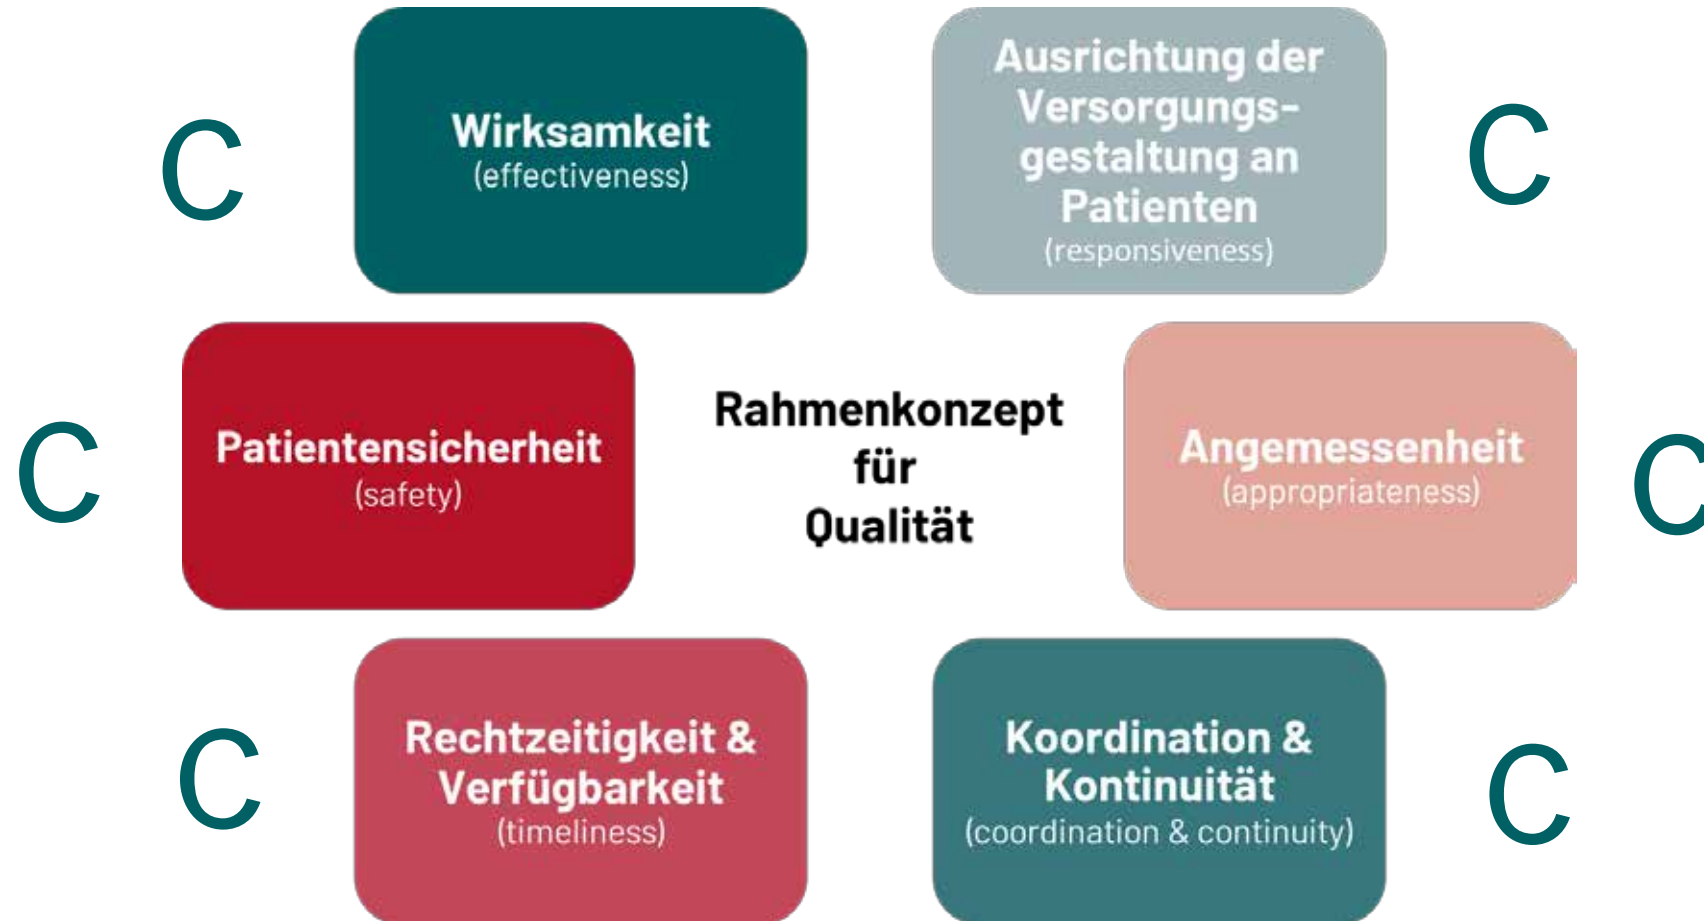 C
Wirksamkeit
(effectiveness)
Ausrichtung der
Versorgungs-
gestaltung an
Patienten
(responsiveness)
C
C
Patientensicherheit
(safety)
Rahmenkonzept
für
Qualität
Angemessenheit
(appropriateness)
C
C
Rechtzeitigkeit &
Verfügbarkeit
(timeliness)
Koordination &
Kontinuität
(coordination & continuity)
C